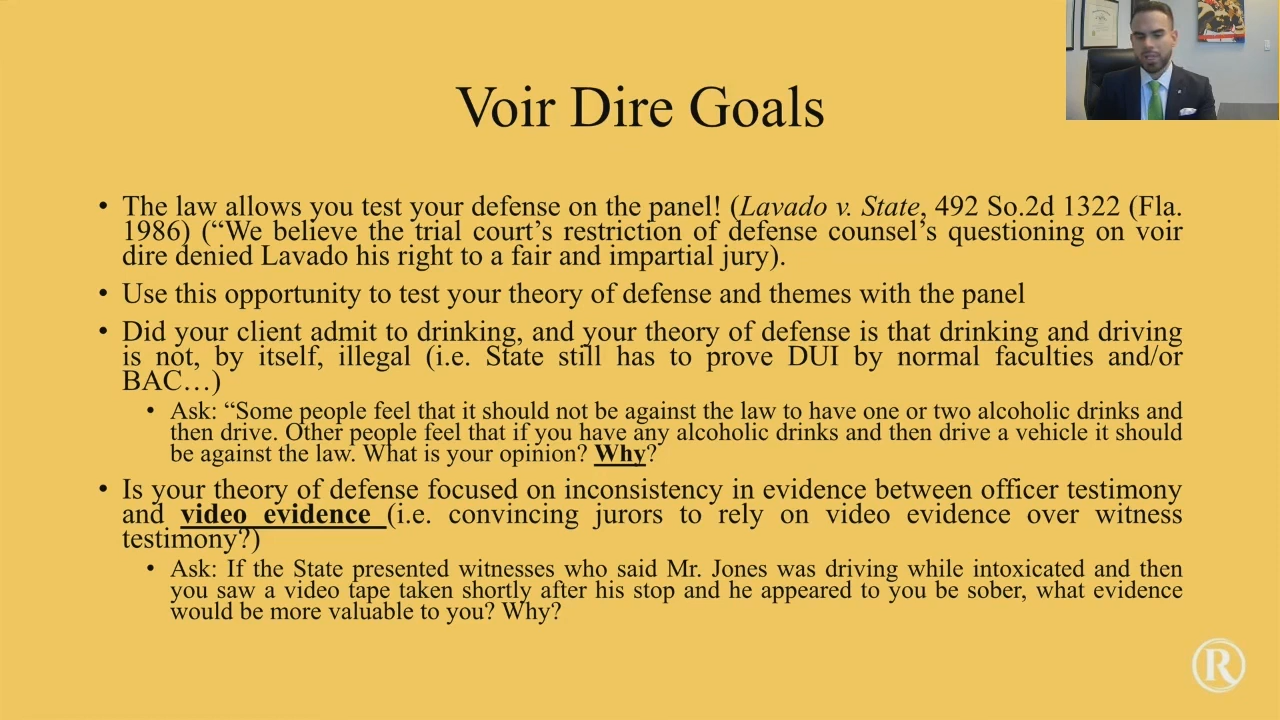 Voir Dire Goals
• The law allows you test your defense on the panel! (Lavado v. State, 492 So.2d 1322 (Fla.
1986) (“We believe the trial court’s restriction of defense counsel’s questioning on voir
dire denied Lavado his right to a fair and impartial jury).
• Use this opportunity to test your theory of defense and themes with the panel
• Did your client admit to drinking, and your theory of defense is that drinking and driving
is not, by itself, illegal (i.e. State still has to prove DUI by normal faculties and/or
BAC…)
• Ask: “Some people feel that it should not be against the law to have one or two alcoholic drinks and
then drive. Other people feel that if you have any alcoholic drinks and then drive a vehicle it should
be against the law. What is your opinion? Why?
• Is your theory of defense focused on inconsistency in evidence between officer testimony
and video evidence (i.e. convincing jurors to rely on video evidence over witness
testimony?)
• Ask: If the State presented witnesses who said Mr. Jones was driving while intoxicated and then
you saw a video tape taken shortly after his stop and he appeared to you be sober, what evidence
would be more valuable to you? Why?
R